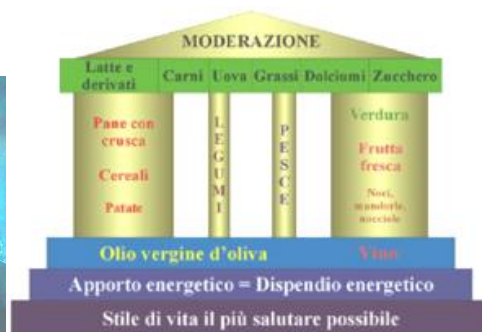 MODERAZIONE
Latte e
derivati
Carni
Uova
Grassi
Dolciumi
Zucchero
Pane con
crusca
Cereali
Patate
LEGUMI
PESCE
Verdura
Frutta
fresca
Noci,
mandorle,
nocciole
Olio vergine d'oliva
Vino
Apporto energetico = Dispendio energetico
Stile di vita il più salutare possibile